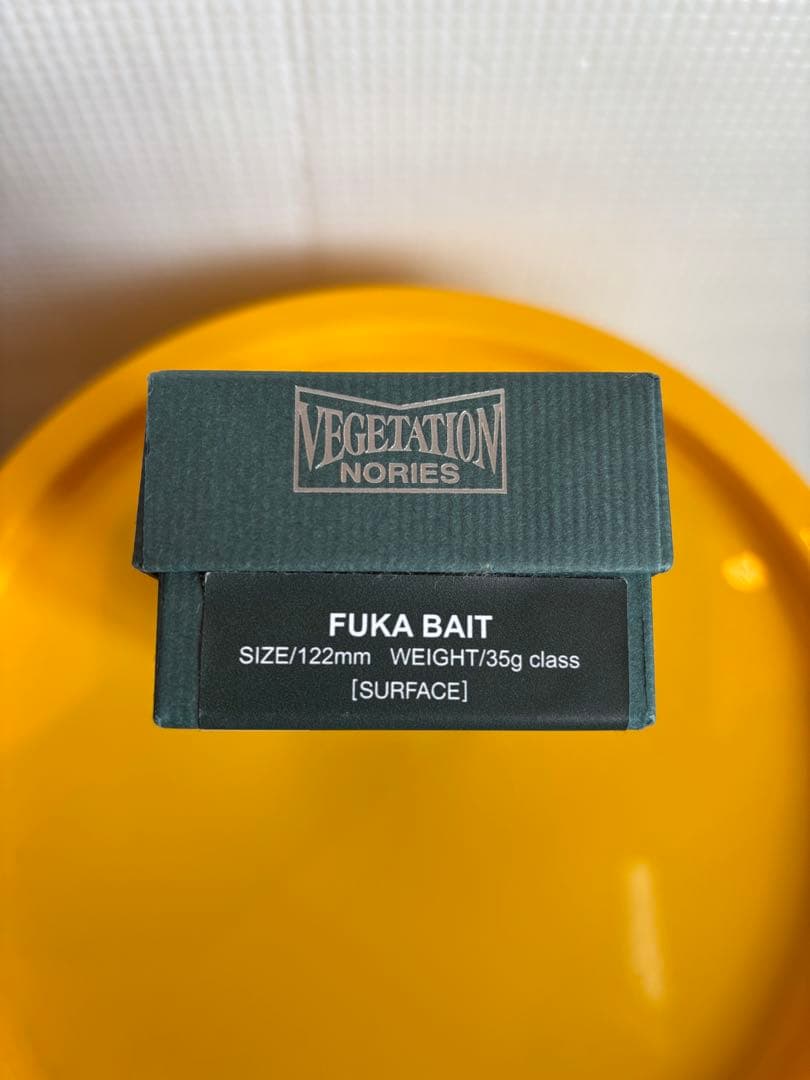 VEGETATION
NORIES
FUKA BAIT
SIZE/122mm WEIGHT/35g class
[SURFACE]